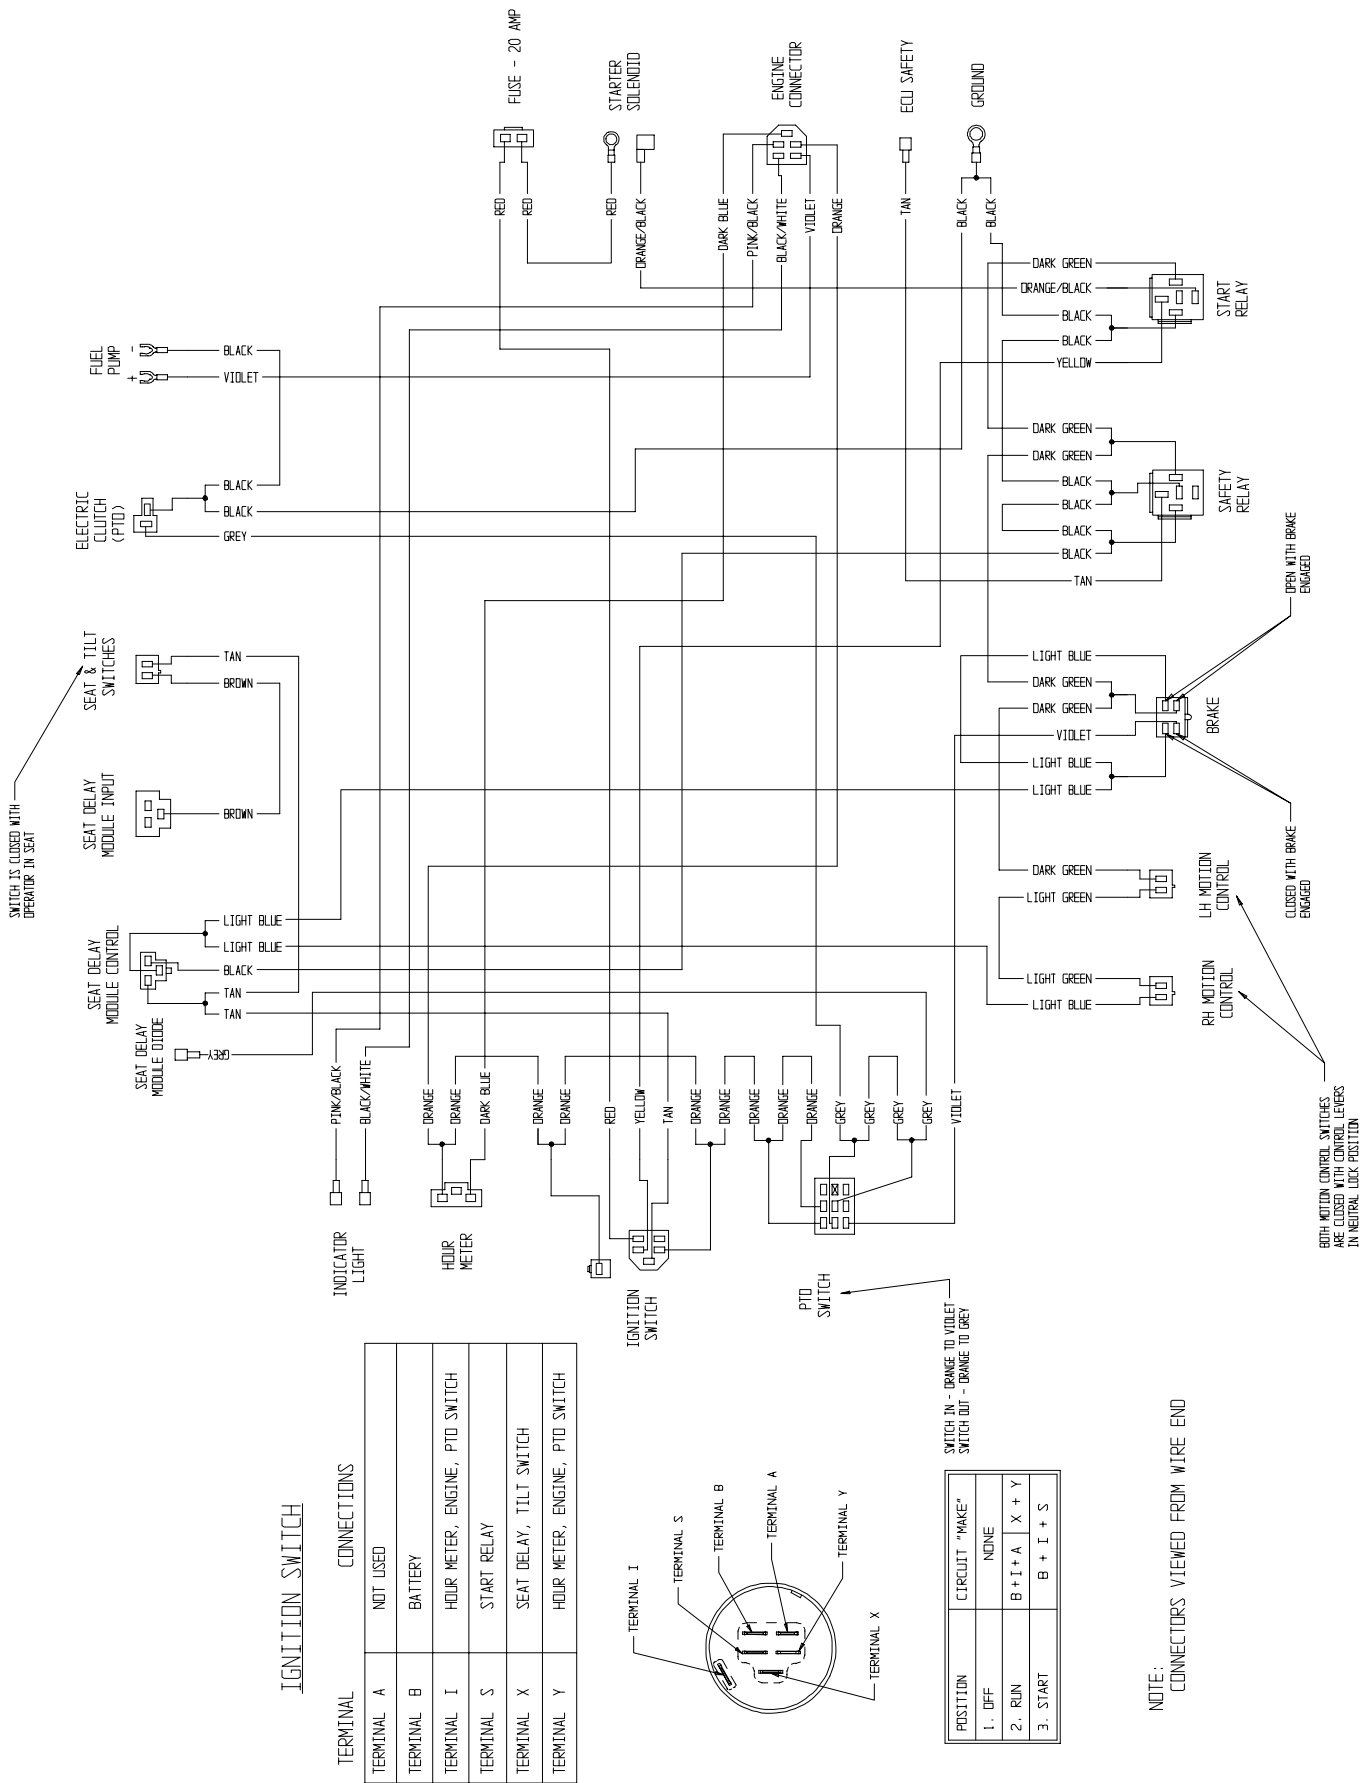 FUSE - 20 AMP
STARTER
SOLENOID
ENGINE
CONNECTOR
ECU SAFETY
GROUND
RED
RED
RED
ORANGE/BLACK
DARK BLUE
PINK/BLACK
BLACK/WHITE
VIOLET
ORANGE
TAN
BLACK
BLACK
FUEL
PUMP
-
+
BLACK
VIOLET
DARK GREEN
ORANGE/BLACK
BLACK
BLACK
YELLOW
START
RELAY
ELECTRIC
CLUTCH
(PTO)
BLACK
BLACK
GREY
DARK GREEN
DARK GREEN
BLACK
BLACK
BLACK
BLACK
TAN
SAFETY
RELAY
OPEN WITH BRAKE
ENGAGED
SEAT & TILT
SWITCHES
TAN
BROWN
SWITCH IS CLOSED WITH
OPERATOR IN SEAT
LIGHT BLUE
DARK GREEN
DARK GREEN
VIOLET
LIGHT BLUE
LIGHT BLUE
BRAKE
CLOSED WITH BRAKE
ENGAGED
SEAT DELAY
MODULE INPUT
BROWN
SEAT DELAY
MODULE CONTROL
LIGHT BLUE
LIGHT BLUE
BLACK
TAN
TAN
SEAT DELAY
MODULE DIODE
GREY
DARK GREEN
LIGHT GREEN
LH MOTION
CONTROL
LIGHT GREEN
LIGHT BLUE
RH MOTION
CONTROL
BOTH MOTION CONTROL SWITCHES
ARE CLOSED WITH CONTROL LEVERS
IN NEUTRAL LOCK POSITION
PINK/BLACK
BLACK/WHITE
ORANGE
ORANGE
DARK BLUE
ORANGE
ORANGE
RED
YELLOW
TAN
ORANGE
ORANGE
ORANGE
ORANGE
GREY
GREY
GREY
GREY
VIOLET
INDICATOR
LIGHT
HOUR
METER
IGNITION
SWITCH
PTO
SWITCH
SWITCH IN - ORANGE TO VIOLET
SWITCH OUT - ORANGE TO GREY
IGNITION SWITCH
TERMINAL CONNECTIONS
TERMINAL A NOT USED
TERMINAL B BATTERY
TERMINAL I HOUR METER, ENGINE, PTO SWITCH
TERMINAL S START RELAY
TERMINAL X SEAT DELAY, TILT SWITCH
TERMINAL Y HOUR METER, ENGINE, PTO SWITCH
TERMINAL I
TERMINAL S
TERMINAL B
TERMINAL A
TERMINAL Y
TERMINAL X
POSITION CIRCUIT "MAKE"
1. OFF NONE
2. RUN B+I+A X + Y
3. START B + I + S
NOTE:
CONNECTORS VIEWED FROM WIRE END